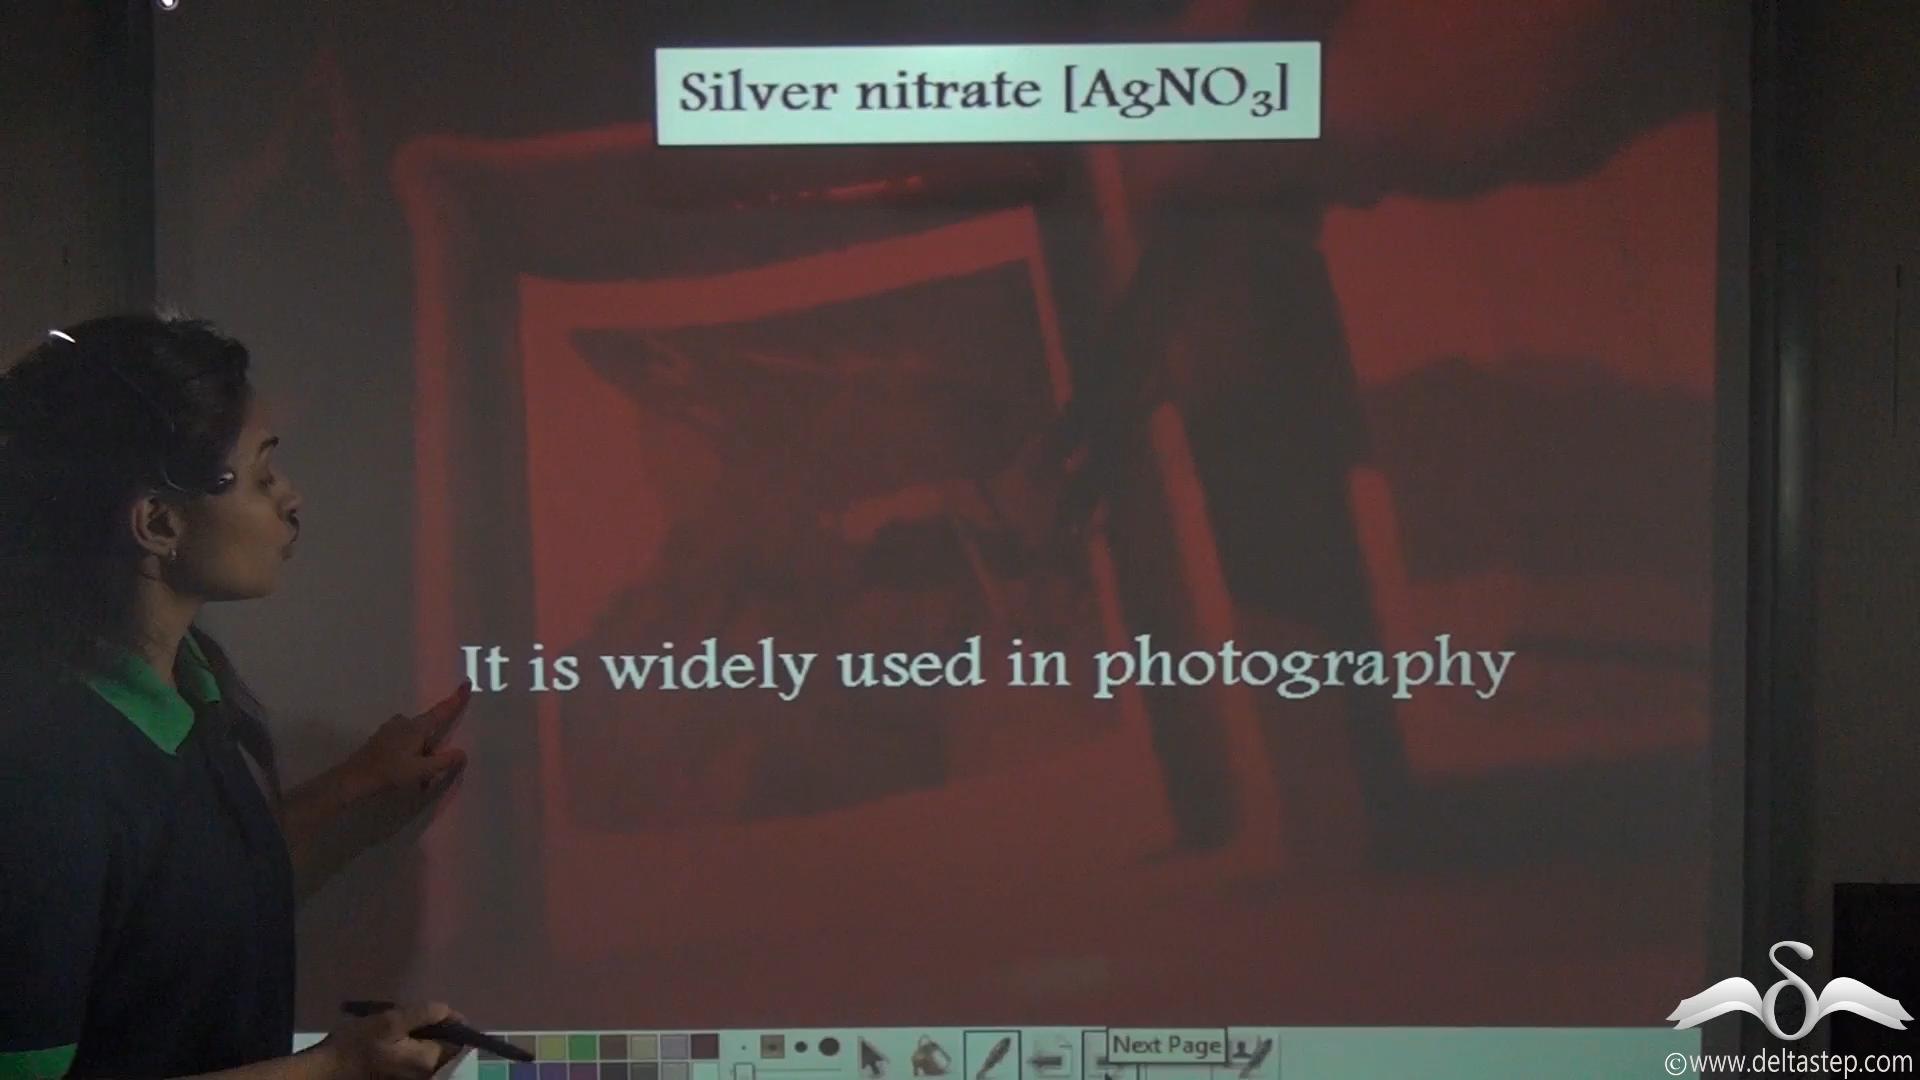 Silver nitrate [AgNO₃]
It is widely used in photography
Next Page
©www.deltastep.com